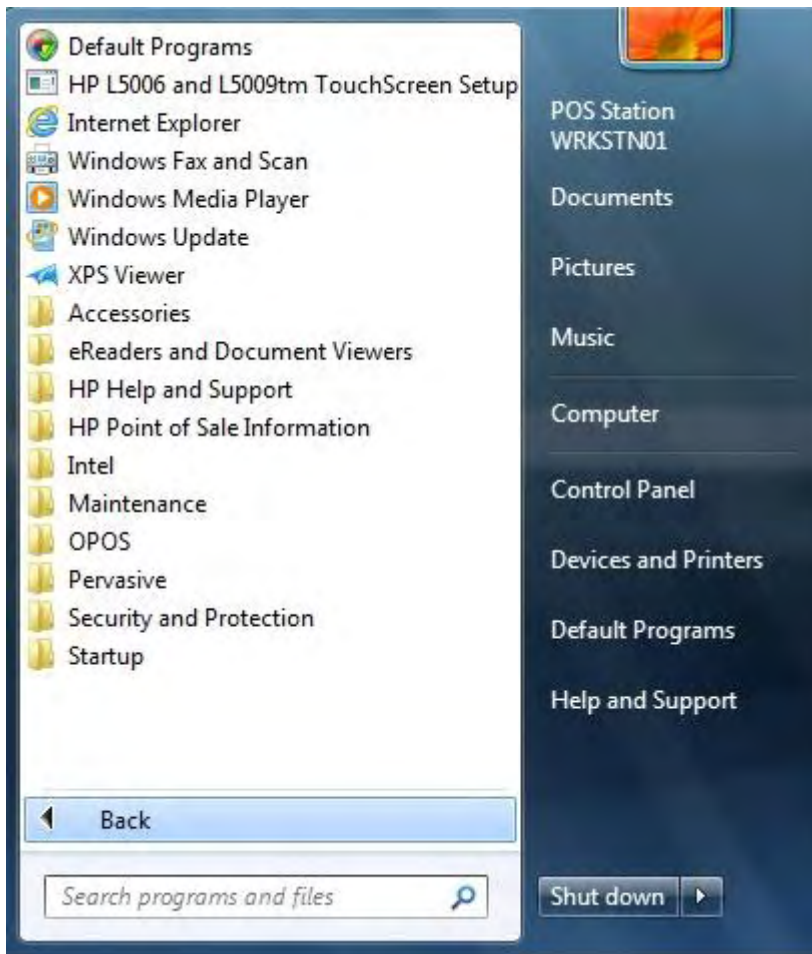 Default Programs
HP L5006 and L5009tm TouchScreen Setup
Internet Explorer
Windows Fax and Scan
Windows Media Player
Windows Update
XPS Viewer
Accessories
eReaders and Document Viewers
HP Help and Support
HP Point of Sale Information
Intel
Maintenance
OPOS
Pervasive
Security and Protection
Startup
Back
Search programs and files
POS Station
WRKSTN01
Documents
Pictures
Music
Computer
Control Panel
Devices and Printers
Default Programs
Help and Support
Shut down